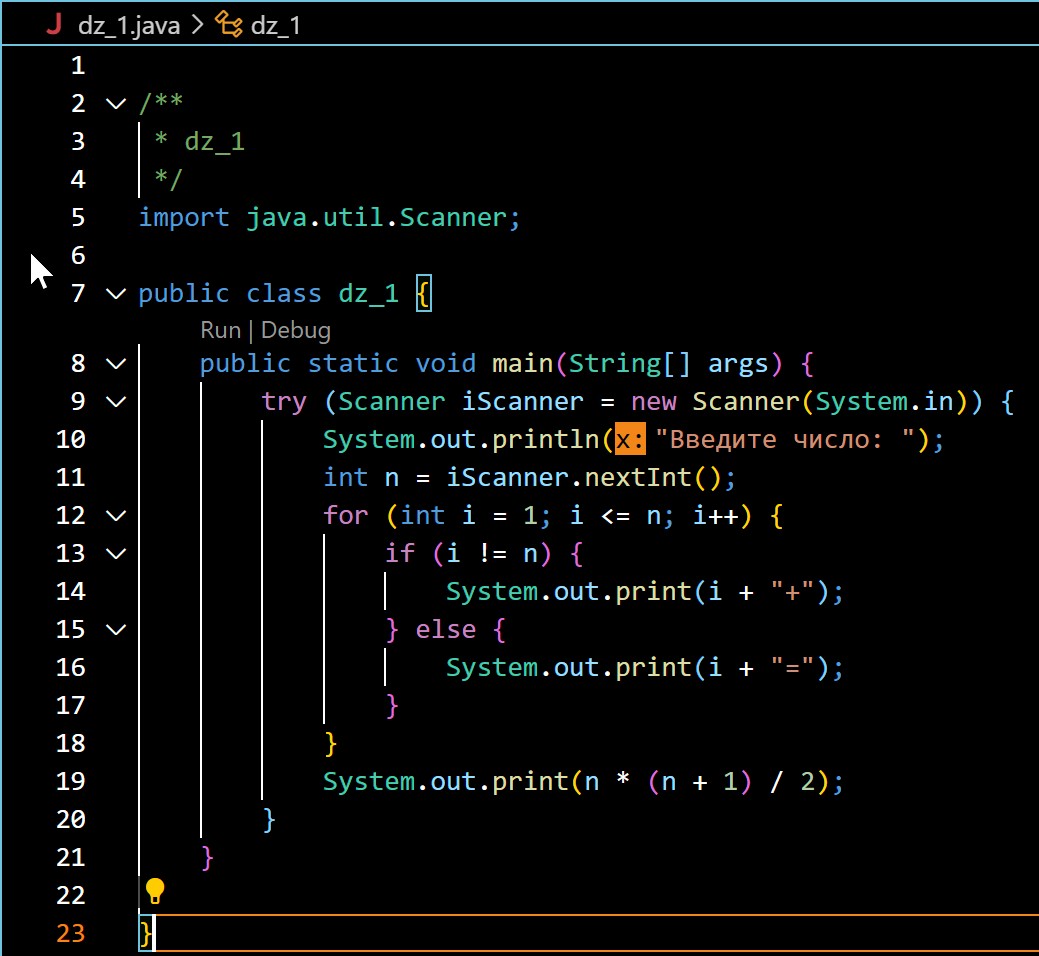 J dz_1.java > dz_1
1
2 /**
3 * dz_1
4 */
5 import java.util.Scanner;
6
7 public class dz_1 {
Run | Debug
8 public static void main(String[] args) {
9 try (Scanner iScanner = new Scanner(System.in)) {
10 System.out.println(x: "Введите число: ");
11 int n = iScanner.nextInt();
12 for (int i = 1; i <= n; i++) {
13 if (i != n) {
14 System.out.print(i + "+");
15 } else {
16 System.out.print(i + "=");
17 }
18 }
19 System.out.print(n * (n + 1) / 2);
20 }
21 }
22
23 }